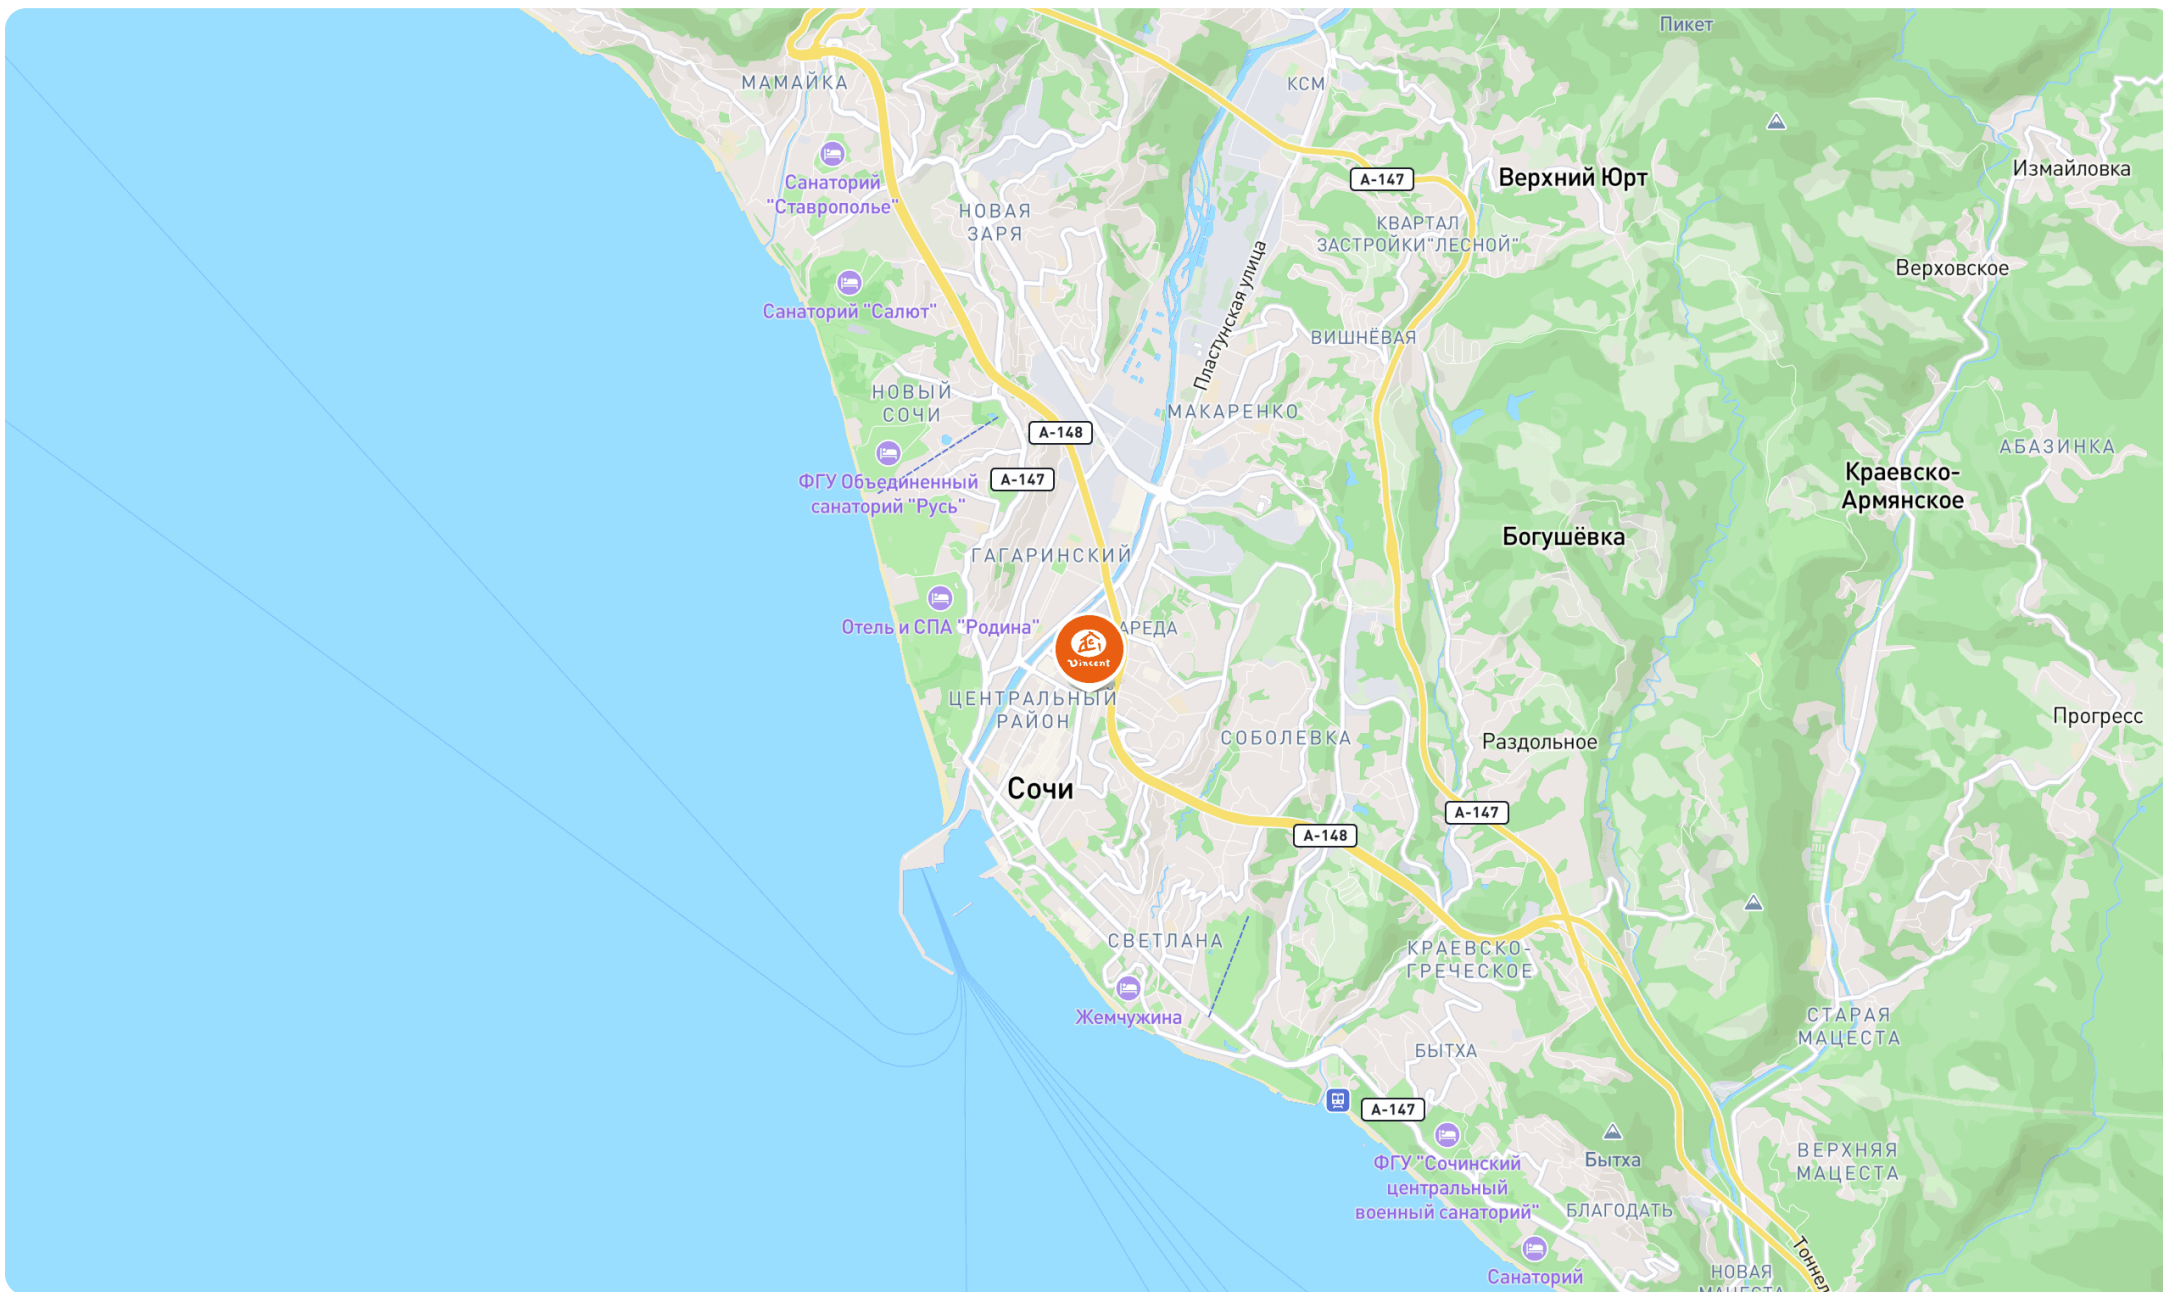 Пикет
МАМАЙКА
КСМ
Измайловка
A-147
Верхний Юрт
Санаторий
"Ставрополье"
НОВАЯ
ЗАРЯ
КВАРТАЛ
ЗАСТРОЙКИ"ЛЕСНОЙ"
Верховское
Пластунская улица
Санаторий "Салют"
ВИШНЁВАЯ
НОВЫЙ
СОЧИ
МАКАРЕНКО
A-148
АБАЗИНКА
A-147
Краевско-
Армянское
ФГУ Объединенный
санаторий "Русь"
Богушёвка
ГАГАРИНСКИЙ
Отель и СПА "Родина"
АРЕДА
Vincent
ЦЕНТРАЛЬНЫЙ
РАЙОН
Прогресс
СОБОЛЕВКА
Раздольное
Сочи
A-147
A-148
СВЕТЛАНА
КРАЕВСКО-
ГРЕЧЕСКОЕ
Жемчужина
СТАРАЯ
МАЦЕСТА
БЫТХА
A-147
ФГУ "Сочинский
центральный
военный санаторий"
Бытха
ВЕРХНЯЯ
МАЦЕСТА
БЛАГОДАТЬ
Тоннел
Санаторий
НОВАЯ
МАЦЕСТА